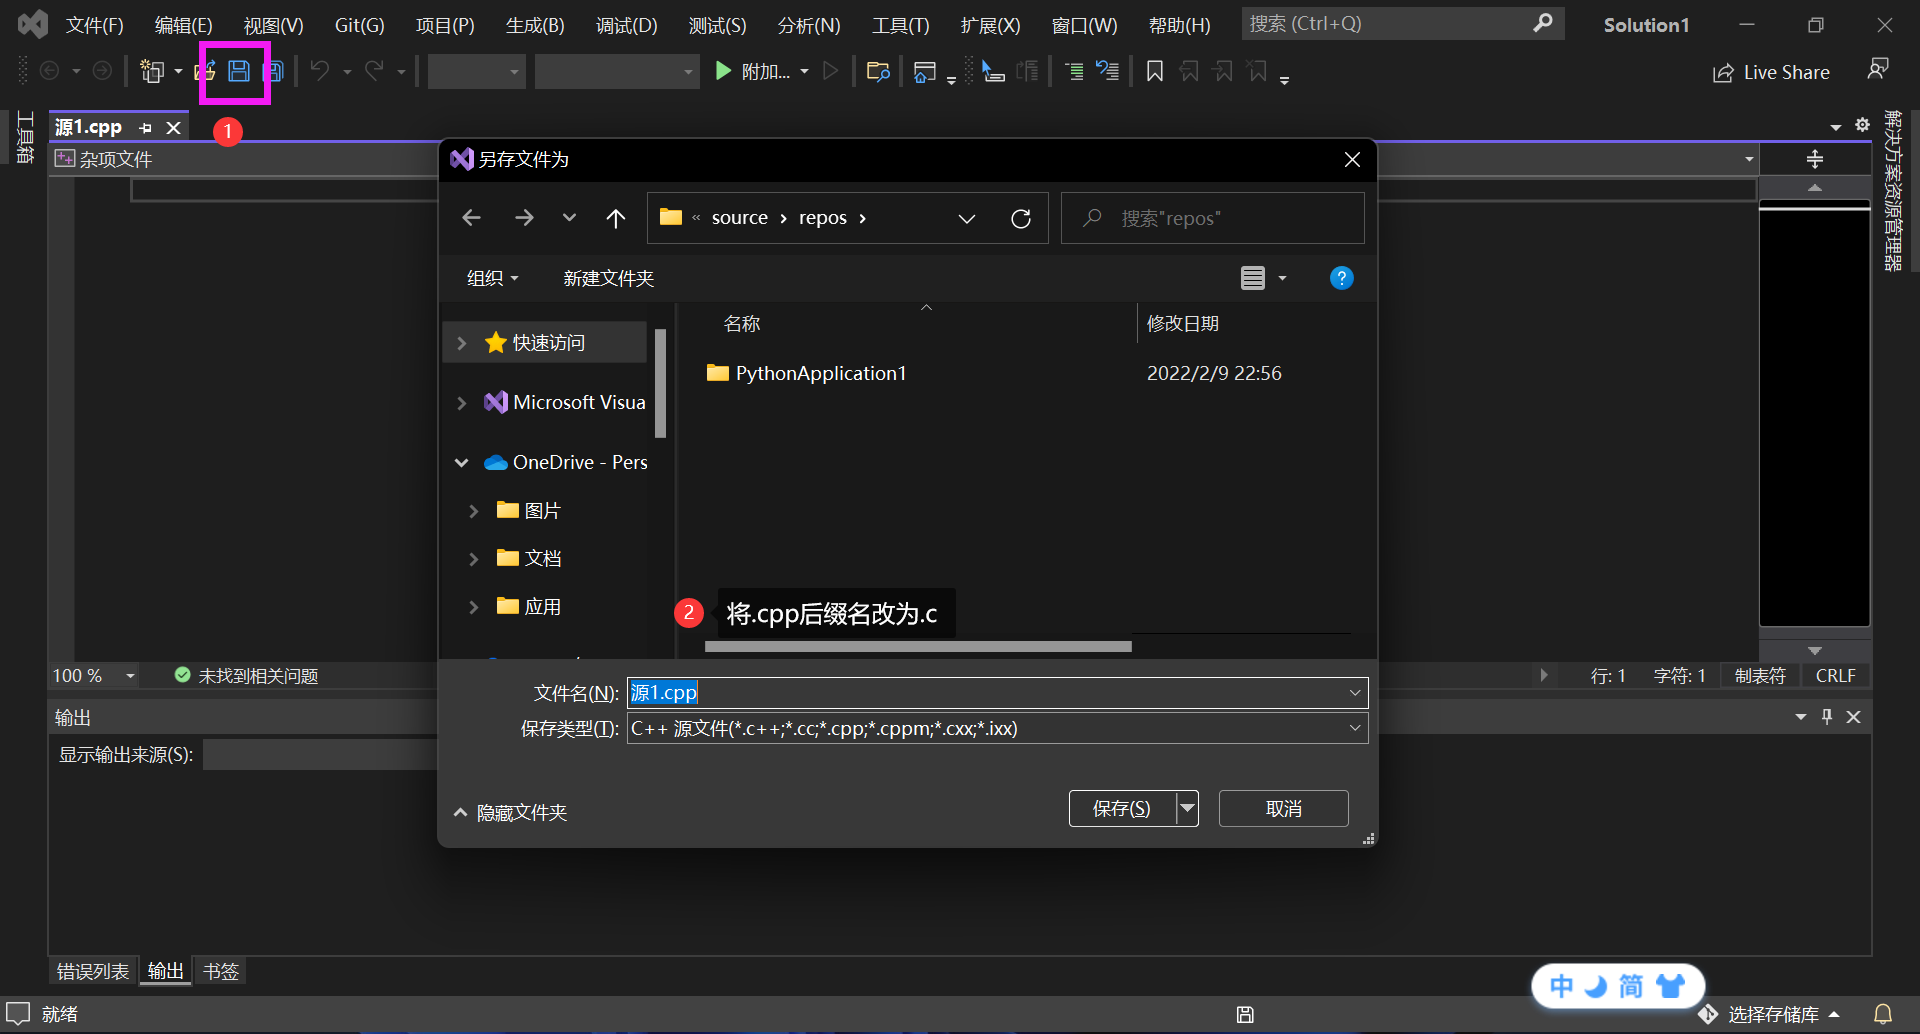 文件(F) 编辑(E) 视图(V) Git(G) 项目(P) 生成(B) 调试(D) 测试(S) 分析(N) 工具(T) 扩展(X) 窗口(W) 帮助(H) 搜索 (Ctrl+Q) Solution1
附加... Live Share
工具箱
源1.cpp
1
杂项文件
解决方案资源管理器
另存文件为
« source › repos ›
搜索"repos"
组织
新建文件夹
?
名称
修改日期
快速访问
PythonApplication1
2022/2/9 22:56
Microsoft Visua
OneDrive - Pers
图片
文档
应用
2
将.cpp后缀名改为.c
文件名(N):
源1.cpp
保存类型(T):
C++ 源文件(*.c++;*.cc;*.cpp;*.cppm;*.cxx;*.ixx)
隐藏文件夹
保存(S)
取消
100 %
未找到相关问题
行: 1
字符: 1
制表符
CRLF
输出
显示输出来源(S):
错误列表
输出
书签
中 简
就绪
选择存储库